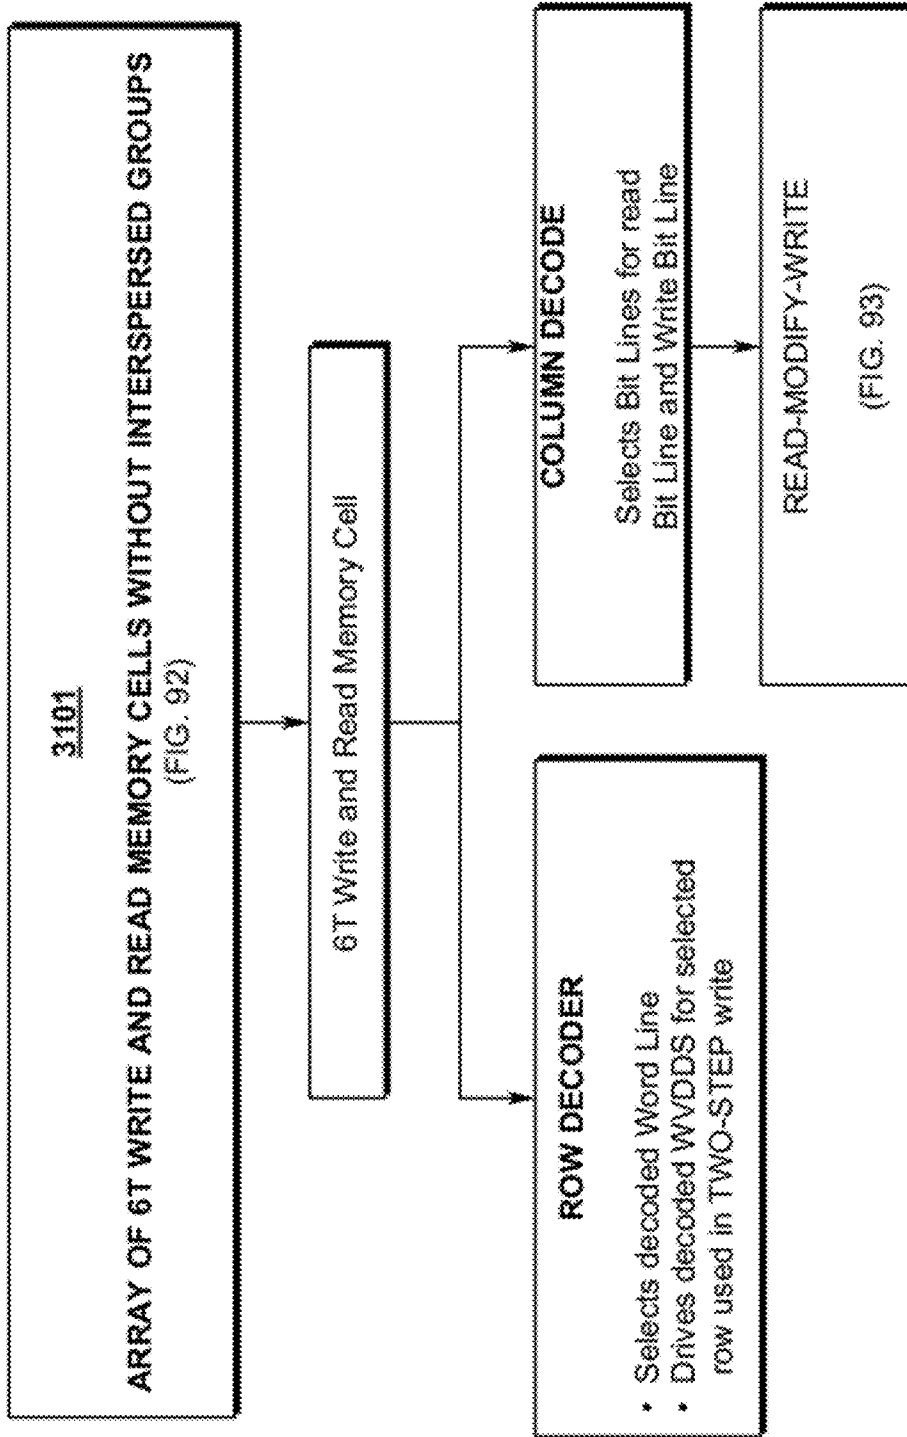 3101
ARRAY OF 6T WRITE AND READ MEMORY CELLS WITHOUT INTERSPERSED GROUPS
(FIG. 92)
6T Write and Read Memory Cell
ROW DECODER
• Selects decoded Word Line
• Drives decoded WVDDS for selected
row used in TWO-STEP write
COLUMN DECODE
Selects Bit Lines for read
Bit Line and Write Bit Line
READ-MODIFY-WRITE
(FIG. 93)